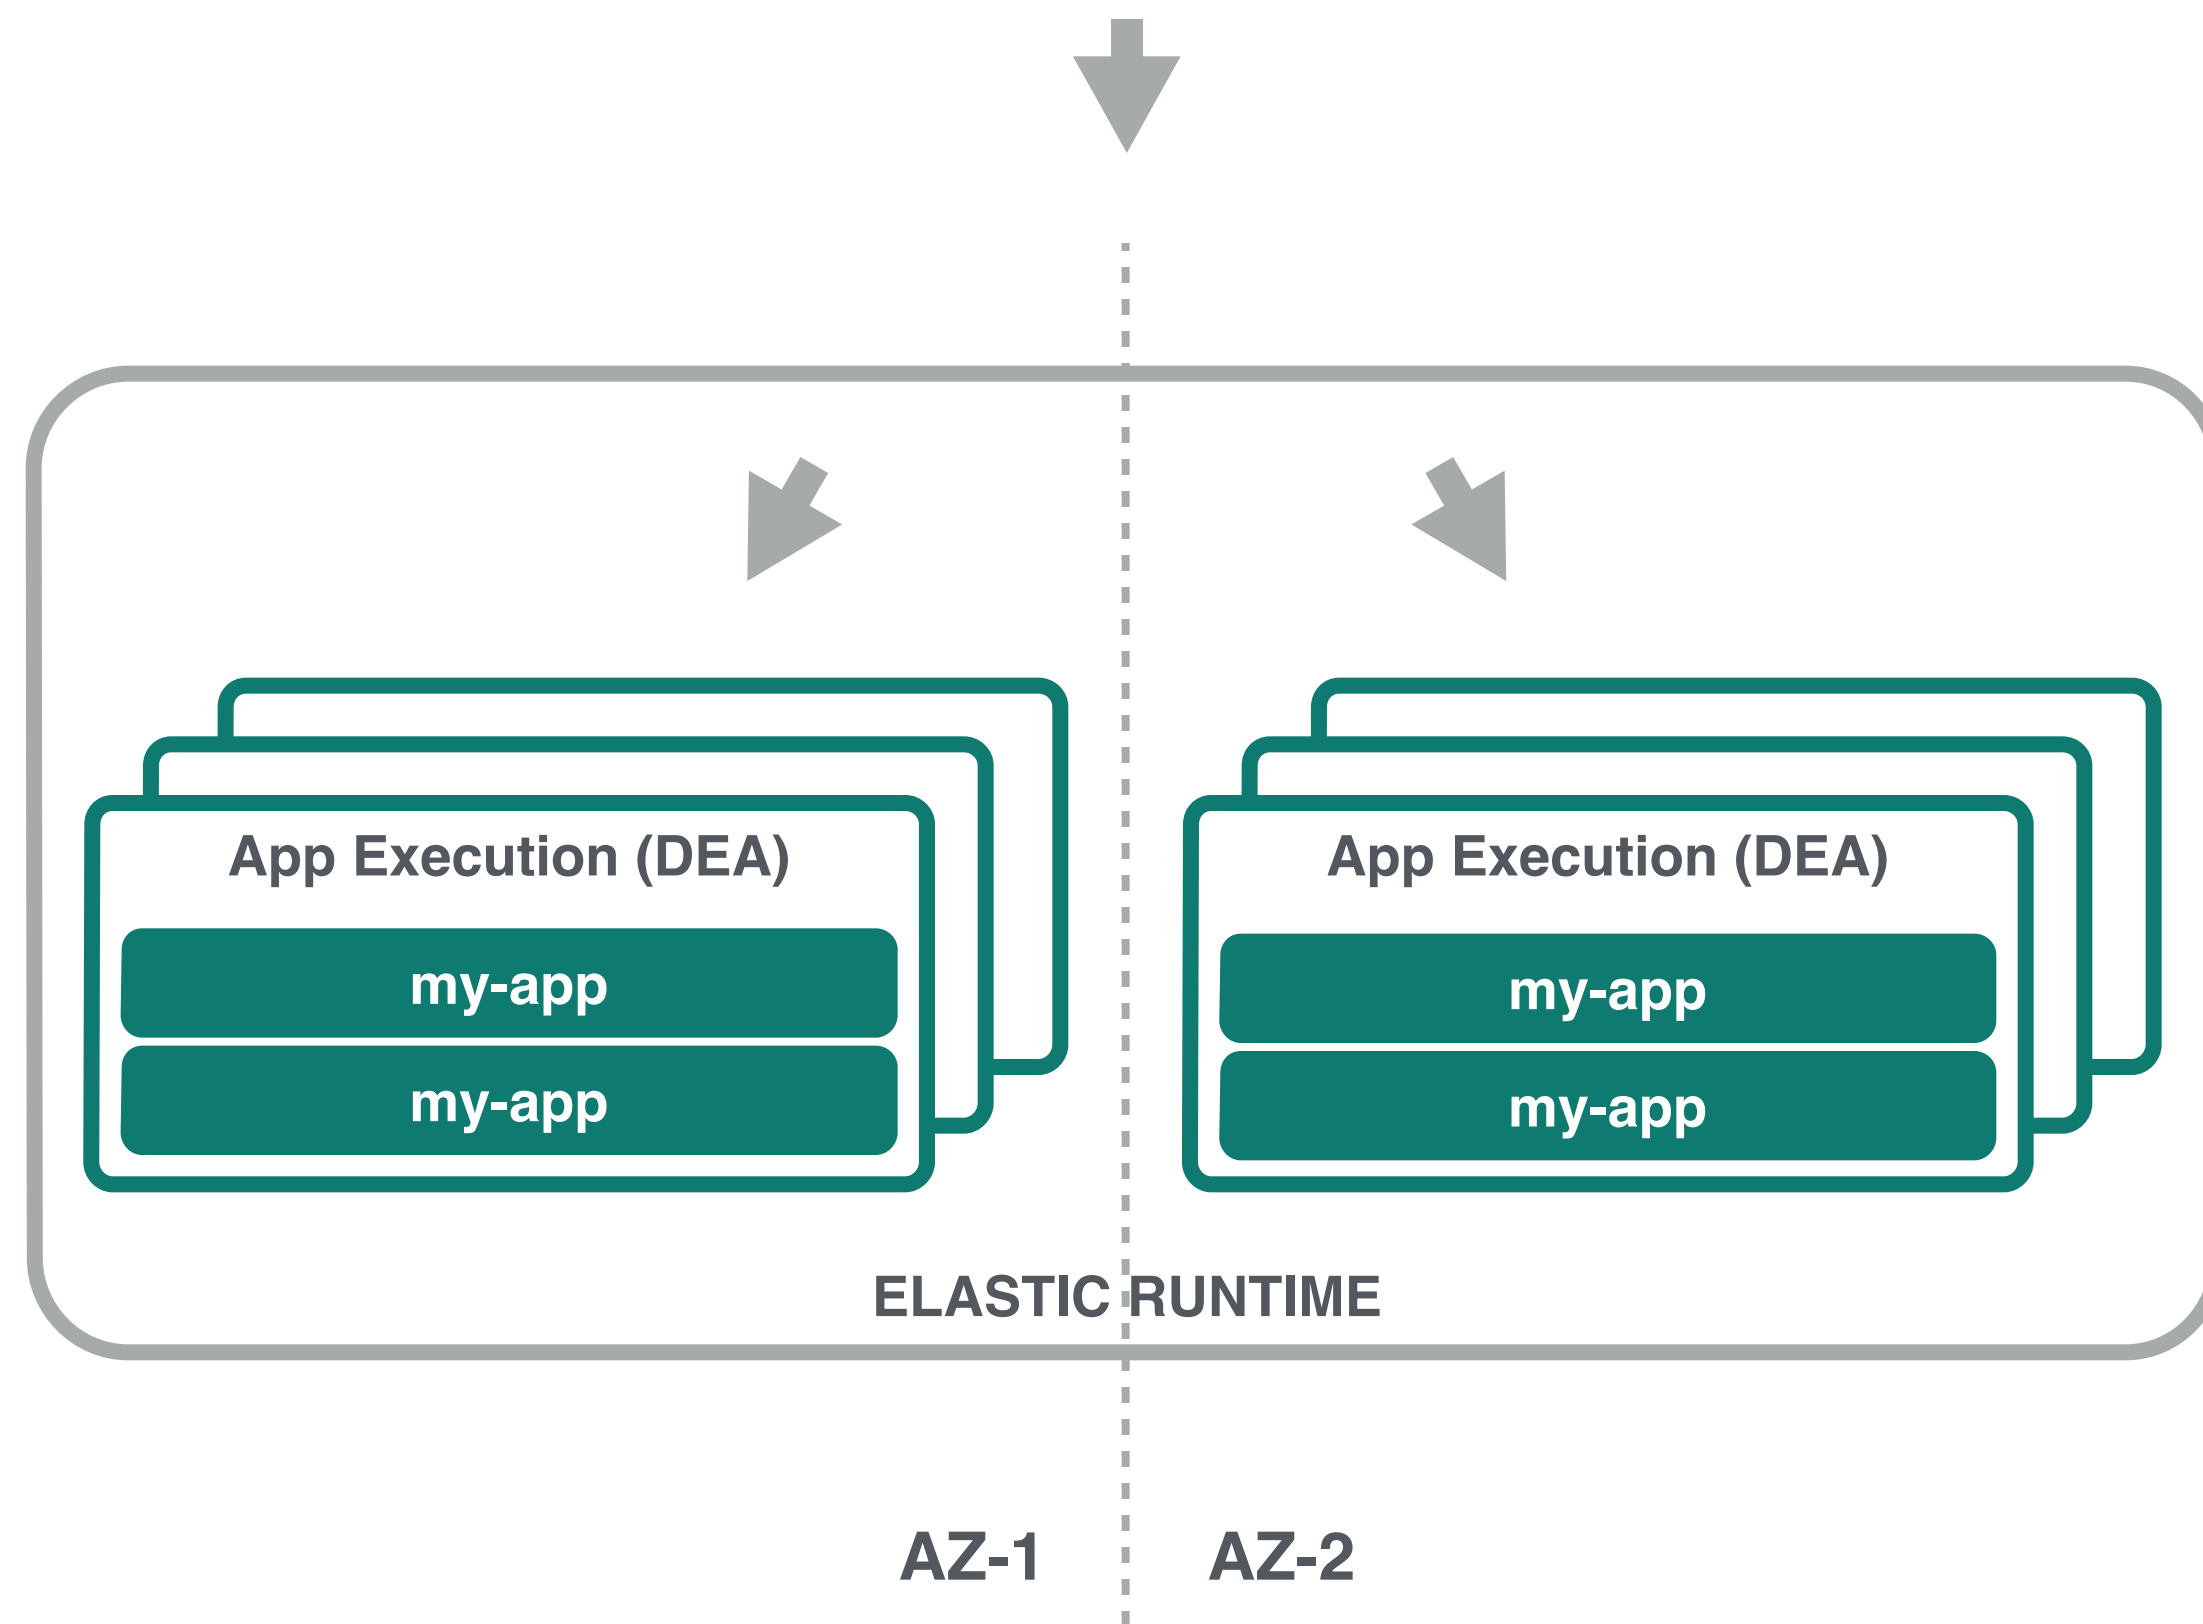 App Execution (DEA)
my-app
my-app
App Execution (DEA)
my-app
my-app
ELASTIC RUNTIME
AZ-1
AZ-2